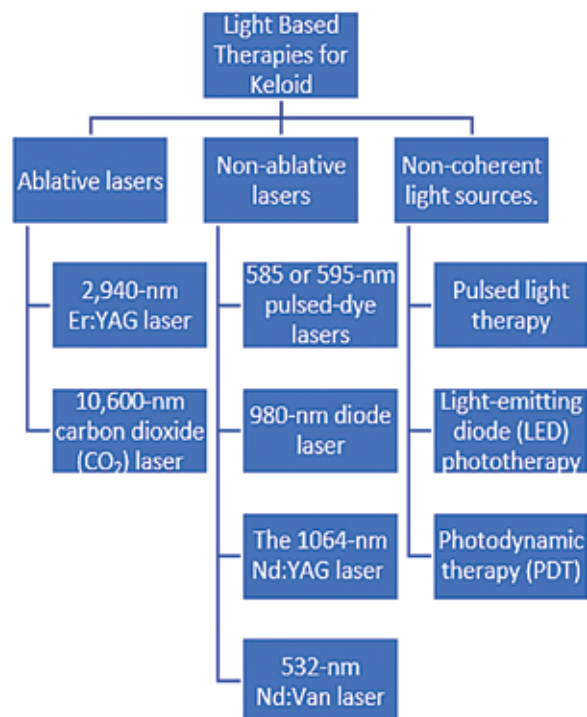 Light Based
Therapies for
Keloid
Ablative lasers
Non-ablative
lasers
Non-coherent
light sources.
2,940-nm
Er:YAG laser
10,600-nm
carbon dioxide
(CO₂) laser
585 or 595-nm
pulsed-dye
lasers
980-nm diode
laser
The 1064-nm
Nd:YAG laser
532-nm
Nd:Van laser
Pulsed light
therapy
Light-emitting
diode (LED)
phototherapy
Photodynamic
therapy (PDT)